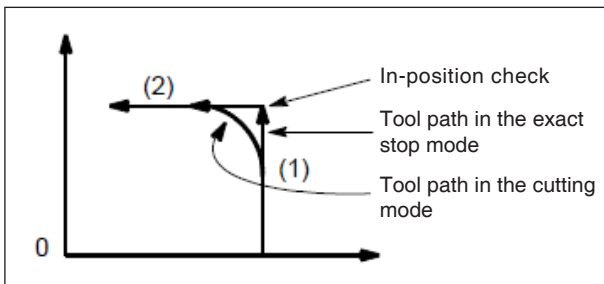 (2)
In-position check
Tool path in the exact
stop mode
(1)
Tool path in the cutting
mode
0